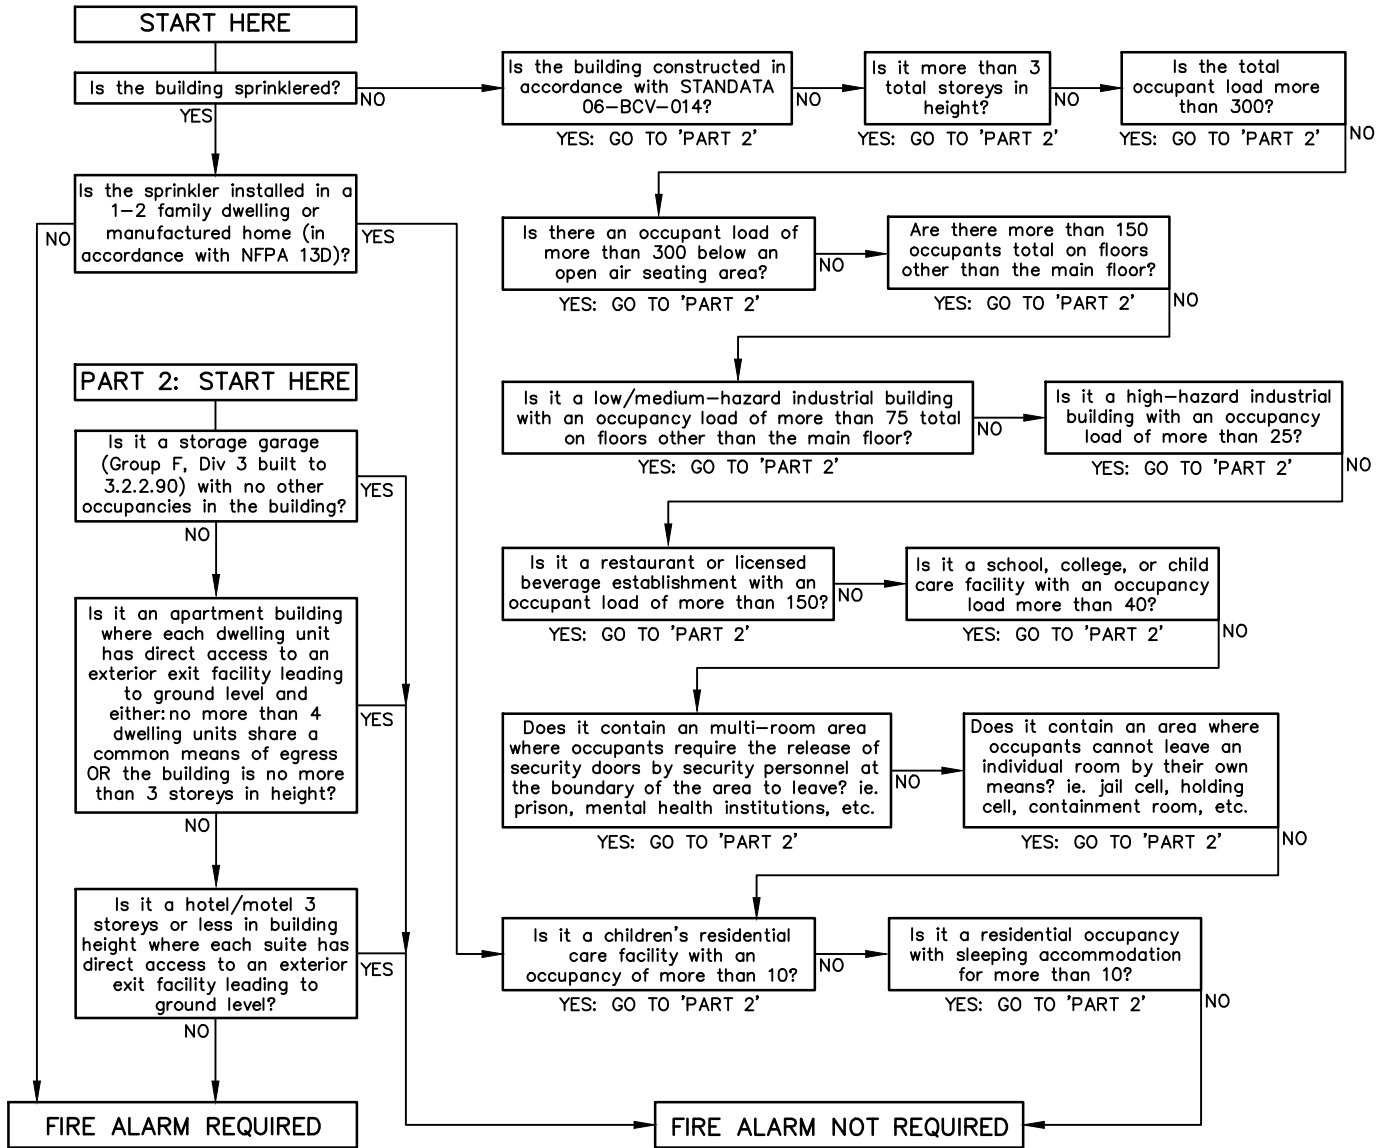 START HERE
Is the building sprinklered?
NO
YES
Is the building constructed in
accordance with STANDATA
06-BCV-014?
NO
YES: GO TO 'PART 2'
Is it more than 3
total storeys in
height?
NO
YES: GO TO 'PART 2'
Is the total
occupant load more
than 300?
NO
YES: GO TO 'PART 2'
Is the sprinkler installed in a
1-2 family dwelling or
manufactured home (in
accordance with NFPA 13D)?
NO
YES
Is there an occupant load of
more than 300 below an
open air seating area?
NO
YES: GO TO 'PART 2'
Are there more than 150
occupants total on floors
other than the main floor?
NO
YES: GO TO 'PART 2'
PART 2: START HERE
Is it a storage garage
(Group F, Div 3 built to
3.2.2.90) with no other
occupancies in the building?
YES
NO
Is it a low/medium-hazard industrial building
with an occupancy load of more than 75 total
on floors other than the main floor?
NO
YES: GO TO 'PART 2'
Is it a high-hazard industrial
building with an occupancy
load of more than 25?
NO
YES: GO TO 'PART 2'
Is it a restaurant or licensed
beverage establishment with an
occupant load of more than 150?
NO
YES: GO TO 'PART 2'
Is it a school, college, or child
care facility with an occupancy
load more than 40?
NO
YES: GO TO 'PART 2'
Is it an apartment building
where each dwelling unit
has direct access to an
exterior exit facility leading
to ground level and
either:no more than 4
dwelling units share a
common means of egress
OR the building is no more
than 3 storeys in height?
YES
NO
Does it contain an multi-room area
where occupants require the release of
security doors by security personnel at
the boundary of the area to leave? ie.
prison, mental health institutions, etc.
NO
YES: GO TO 'PART 2'
Does it contain an area where
occupants cannot leave an
individual room by their own
means? ie. jail cell, holding
cell, containment room, etc.
NO
YES: GO TO 'PART 2'
Is it a hotel/motel 3
storeys or less in building
height where each suite has
direct access to an exterior
exit facility leading to
ground level?
YES
NO
Is it a children's residential
care facility with an
occupancy of more than 10?
NO
YES: GO TO 'PART 2'
Is it a residential occupancy
with sleeping accommodation
for more than 10?
NO
YES: GO TO 'PART 2'
FIRE ALARM REQUIRED
FIRE ALARM NOT REQUIRED